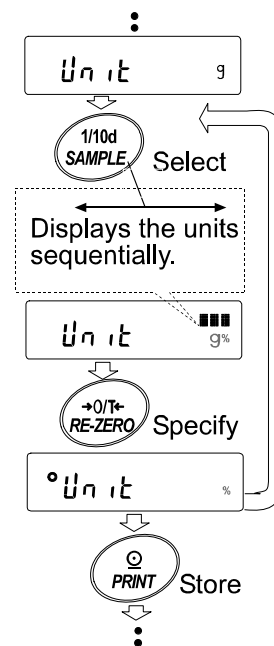 Unit g
1/10d
SAMPLE
Select
Displays the units
sequentially.
Unit g%
→0/T←
RE-ZERO
Specify
°Unit %
PRINT
Store